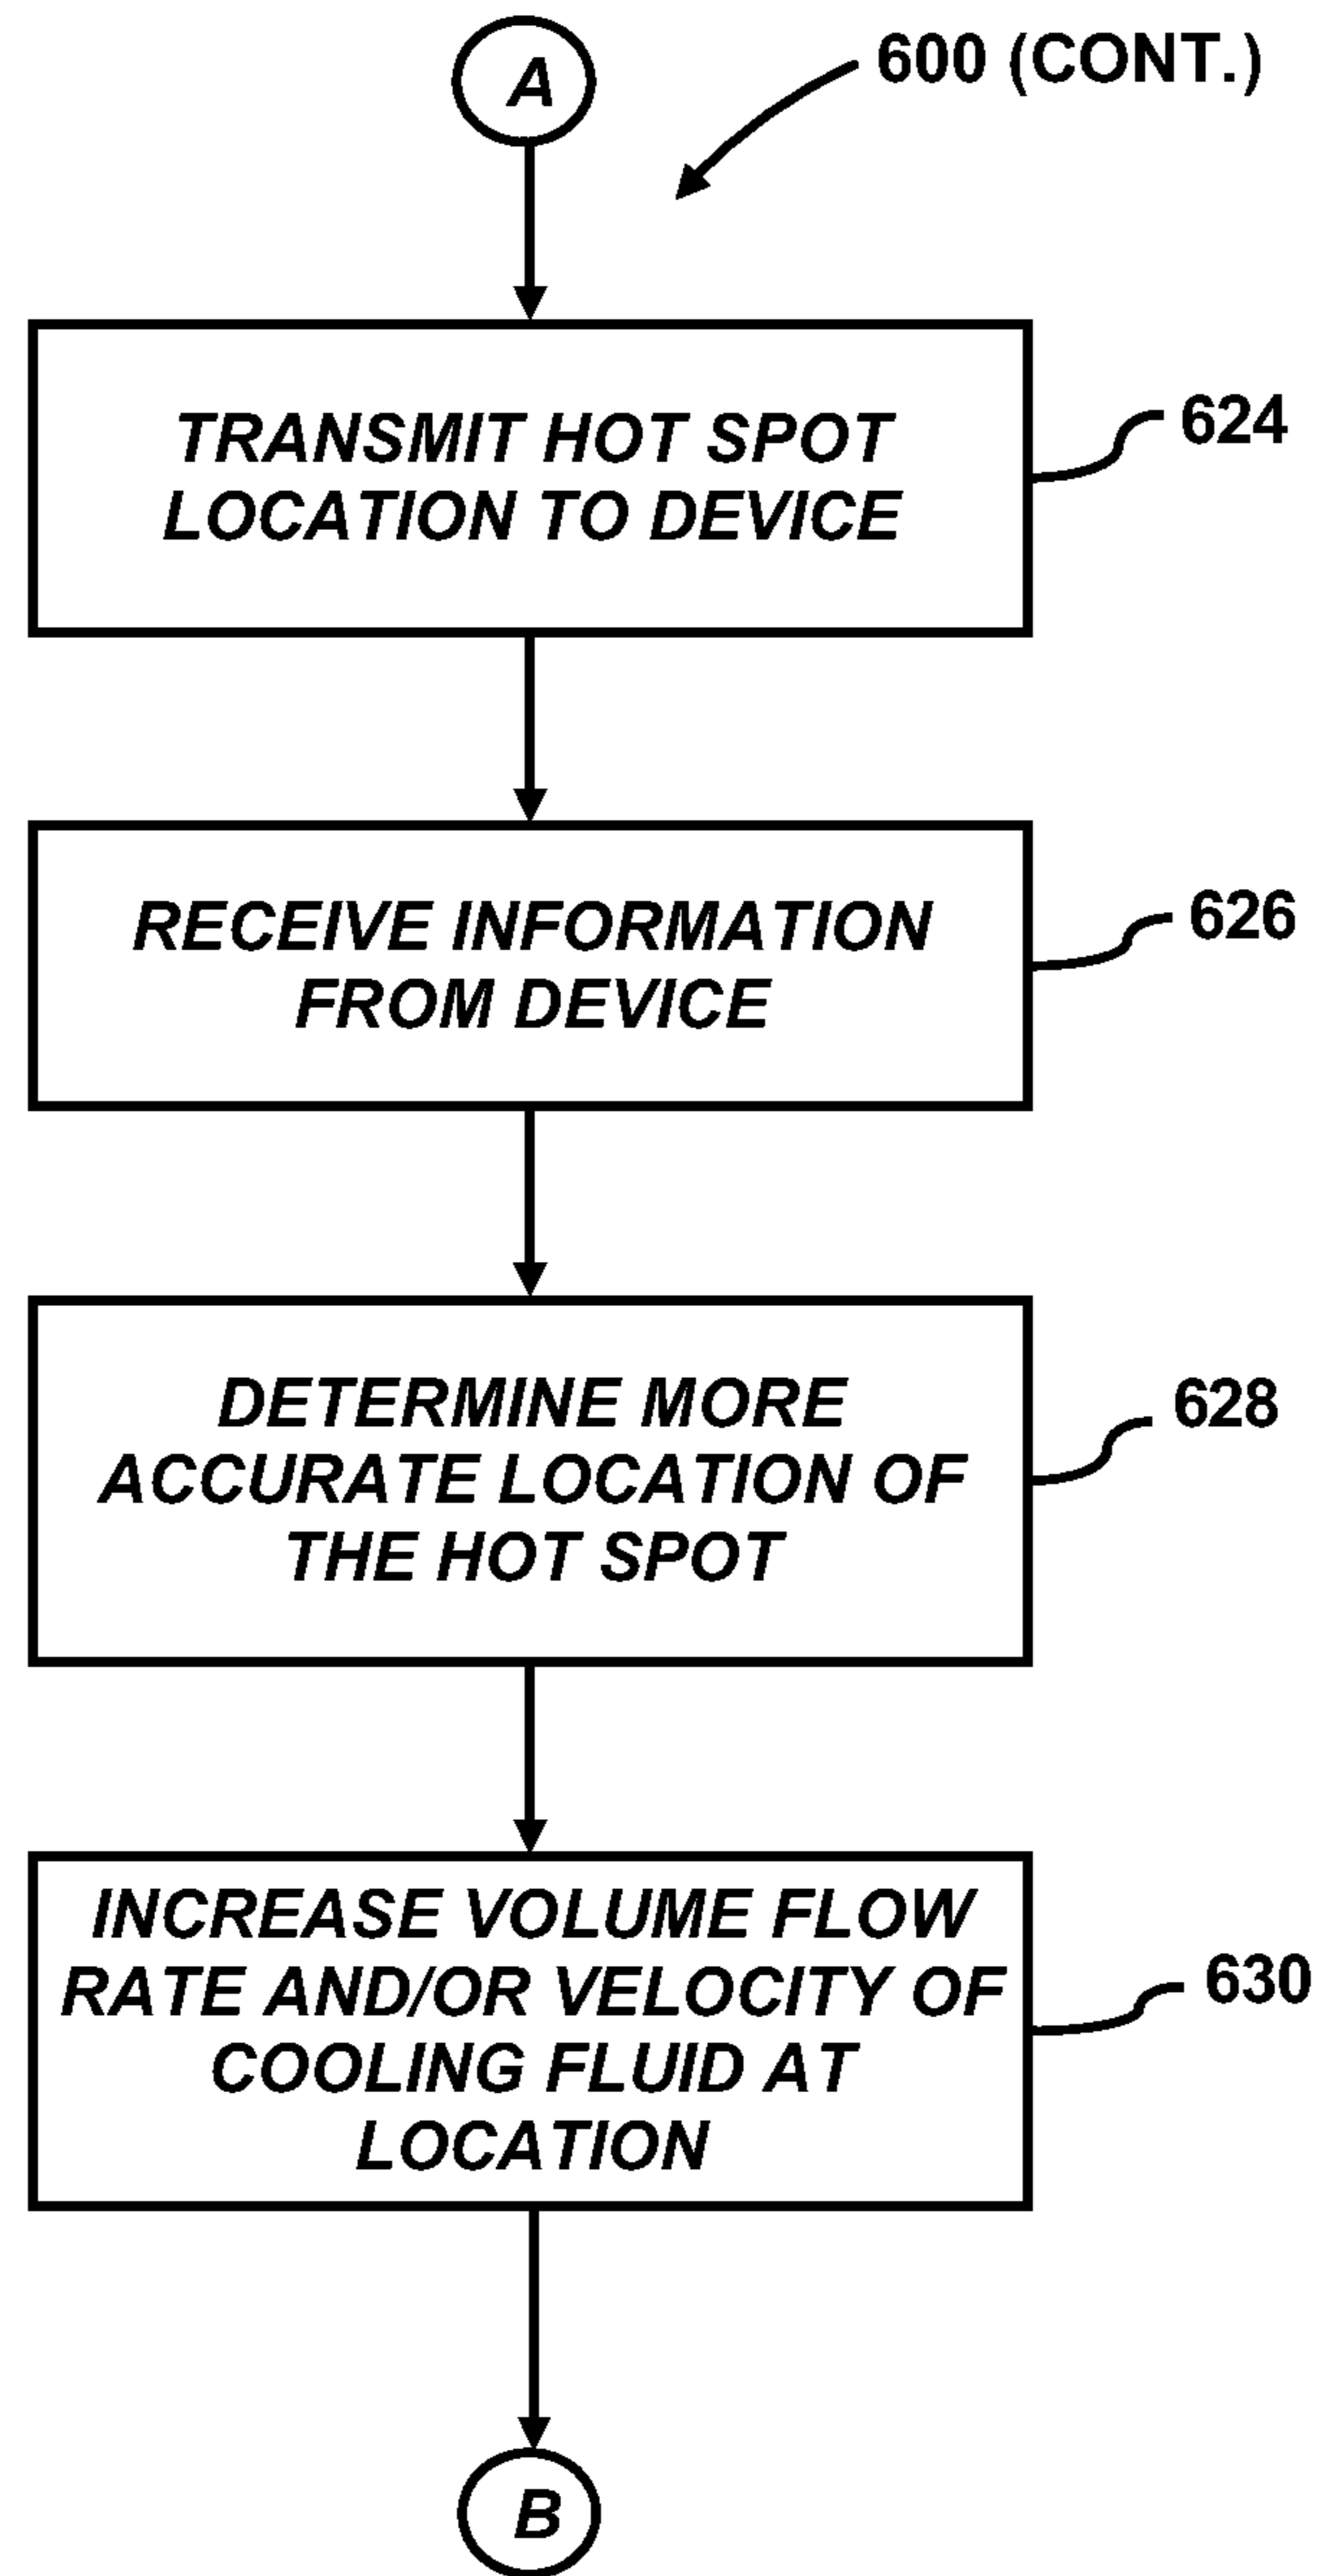 A
600 (CONT.)
TRANSMIT HOT SPOT
LOCATION TO DEVICE
624
RECEIVE INFORMATION
FROM DEVICE
626
DETERMINE MORE
ACCURATE LOCATION OF
THE HOT SPOT
628
INCREASE VOLUME FLOW
RATE AND/OR VELOCITY OF
COOLING FLUID AT
LOCATION
630
B